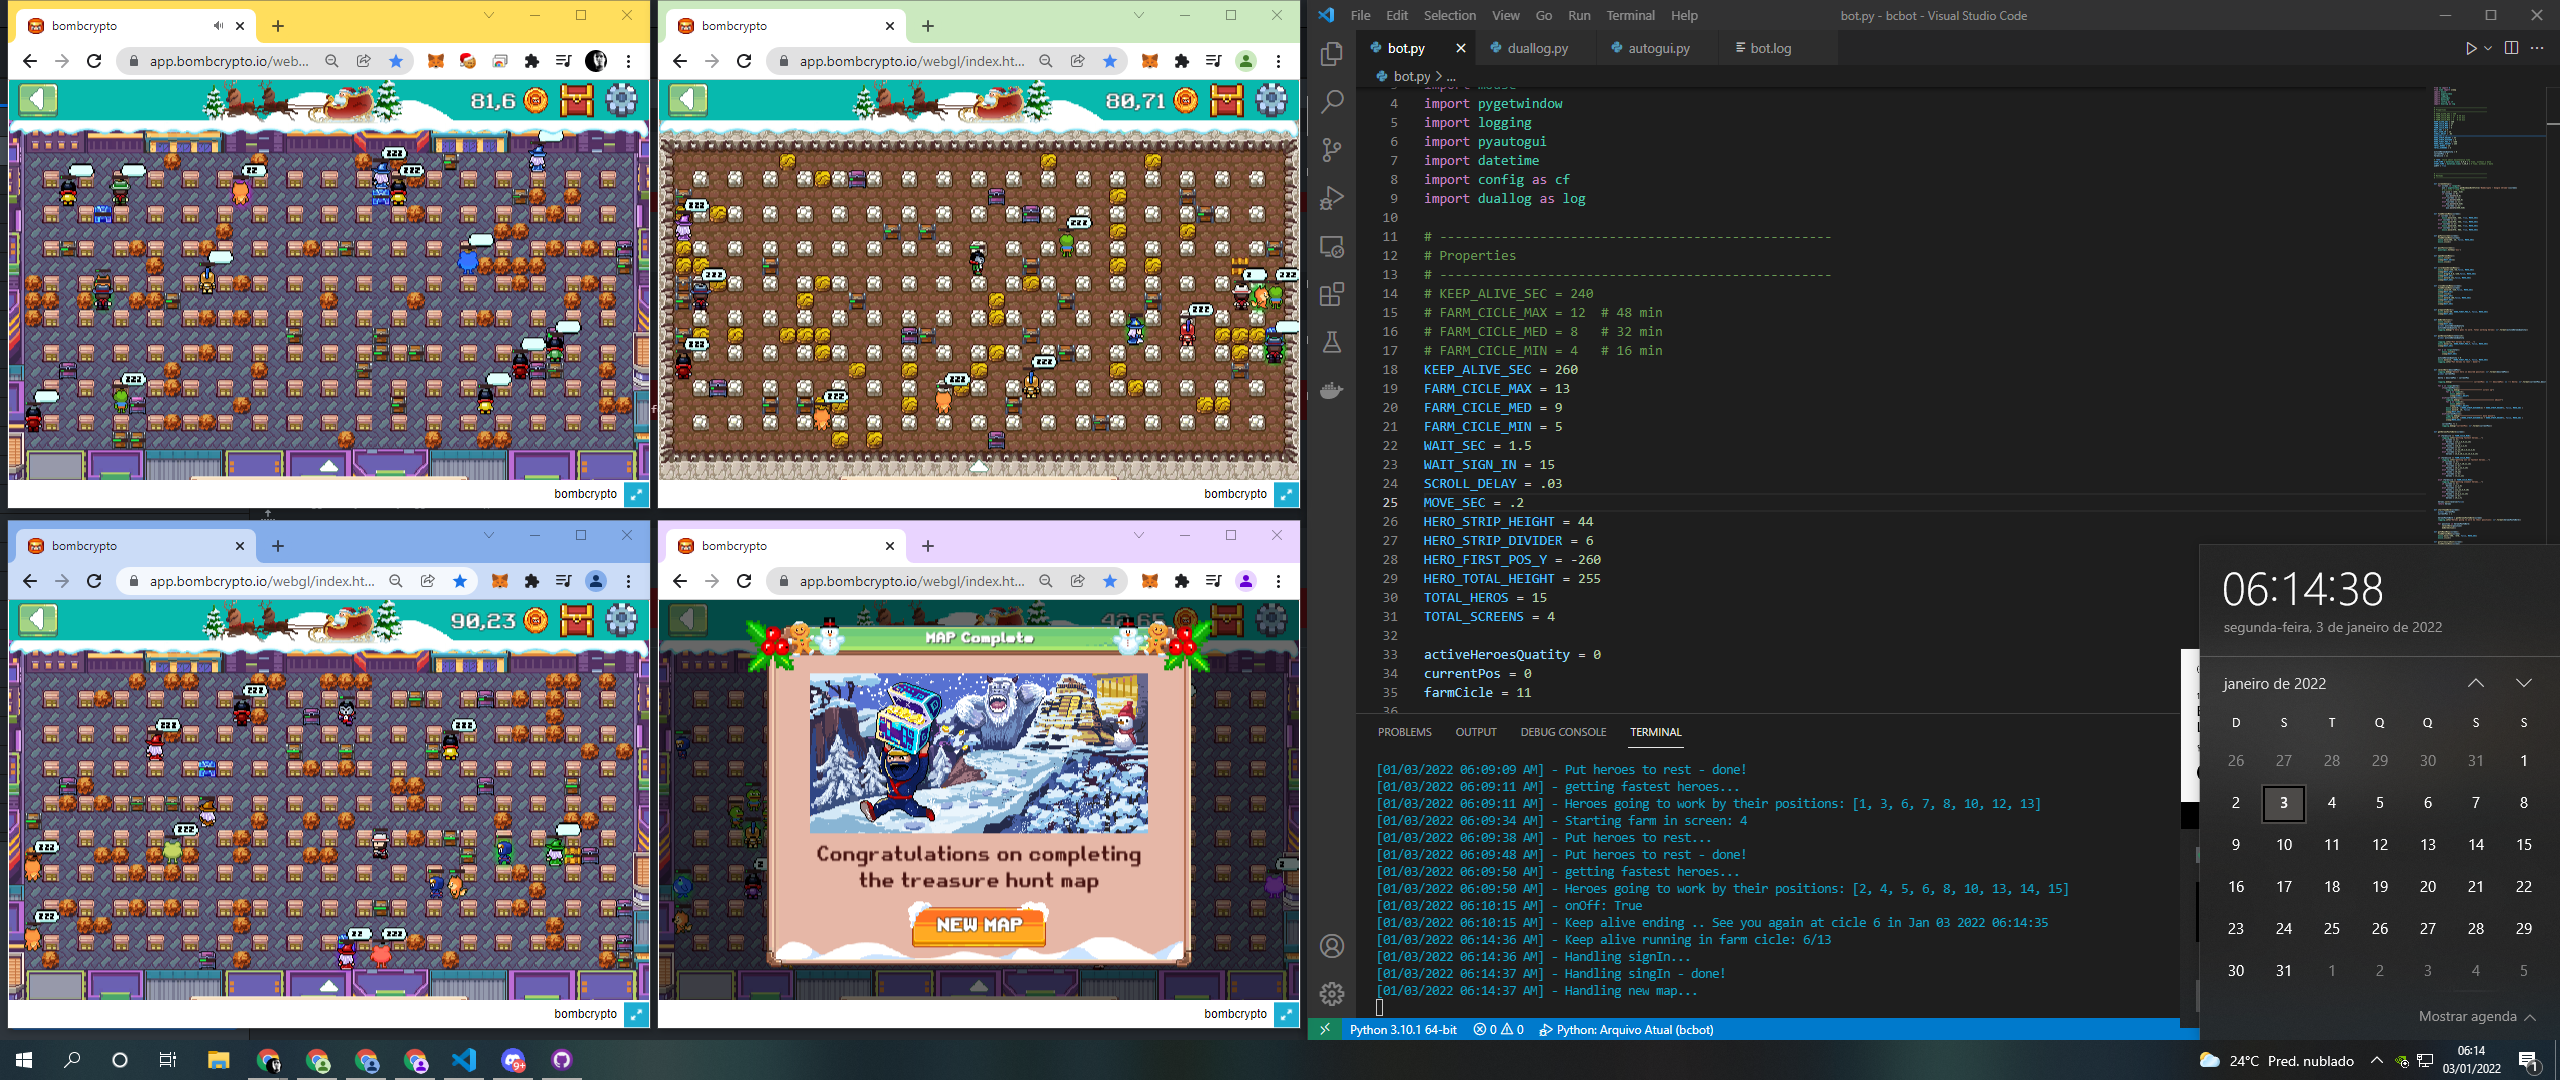 bombcrypto
app.bombcrypto.io/web...
81,6
bombcrypto
bombcrypto
app.bombcrypto.io/webgl/index.ht...
80,71
bombcrypto
bombcrypto
app.bombcrypto.io/webgl/index.ht...
90,23
bombcrypto
bombcrypto
app.bombcrypto.io/webgl/index.ht...
MAP Complete
Congratulations on completing
the treasure hunt map
NEW MAP
bombcrypto
File Edit Selection View Go Run Terminal Help
bot.py - bcbot - Visual Studio Code
bot.py duallog.py autogui.py bot.log
bot.py > ...
3 import mouse
4 import pygetwindow
5 import logging
6 import pyautogui
7 import datetime
8 import config as cf
9 import duallog as log
10
11 # ---------------------------------------------------
12 # Properties
13 # ---------------------------------------------------
14 # KEEP_ALIVE_SEC = 240
15 # FARM_CICLE_MAX = 12 # 48 min
16 # FARM_CICLE_MED = 8 # 32 min
17 # FARM_CICLE_MIN = 4 # 16 min
18 KEEP_ALIVE_SEC = 260
19 FARM_CICLE_MAX = 13
20 FARM_CICLE_MED = 9
21 FARM_CICLE_MIN = 5
22 WAIT_SEC = 1.5
23 WAIT_SIGN_IN = 15
24 SCROLL_DELAY = .03
25 MOVE_SEC = .2
26 HERO_STRIP_HEIGHT = 44
27 HERO_STRIP_DIVIDER = 6
28 HERO_FIRST_POS_Y = -260
29 HERO_TOTAL_HEIGHT = 255
30 TOTAL_HEROS = 15
31 TOTAL_SCREENS = 4
32
33 activeHeroesQuatity = 0
34 currentPos = 0
35 farmCicle = 11
36
PROBLEMS OUTPUT DEBUG CONSOLE TERMINAL
[01/03/2022 06:09:09 AM] - Put heroes to rest - done!
[01/03/2022 06:09:11 AM] - getting fastest heroes...
[01/03/2022 06:09:11 AM] - Heroes going to work by their positions: [1, 3, 6, 7, 8, 10, 12, 13]
[01/03/2022 06:09:34 AM] - Starting farm in screen: 4
[01/03/2022 06:09:38 AM] - Put heroes to rest...
[01/03/2022 06:09:48 AM] - Put heroes to rest - done!
[01/03/2022 06:09:50 AM] - getting fastest heroes...
[01/03/2022 06:09:50 AM] - Heroes going to work by their positions: [2, 4, 5, 6, 8, 10, 13, 14, 15]
[01/03/2022 06:10:15 AM] - onOff: True
[01/03/2022 06:10:15 AM] - Keep alive ending .. See you again at cicle 6 in Jan 03 2022 06:14:35
[01/03/2022 06:14:36 AM] - Keep alive running in farm cicle: 6/13
[01/03/2022 06:14:36 AM] - Handling signIn...
[01/03/2022 06:14:37 AM] - Handling singIn - done!
[01/03/2022 06:14:37 AM] - Handling new map...
Python 3.10.1 64-bit 0 0 Python: Arquivo Atual (bcbot)
06:14:38
segunda-feira, 3 de janeiro de 2022
janeiro de 2022
D S T Q Q S S
26 27 28 29 30 31 1
2 3 4 5 6 7 8
9 10 11 12 13 14 15
16 17 18 19 20 21 22
23 24 25 26 27 28 29
30 31 1 2 3 4 5
Mostrar agenda
9+
24°C Pred. nublado
06:14
03/01/2022
1